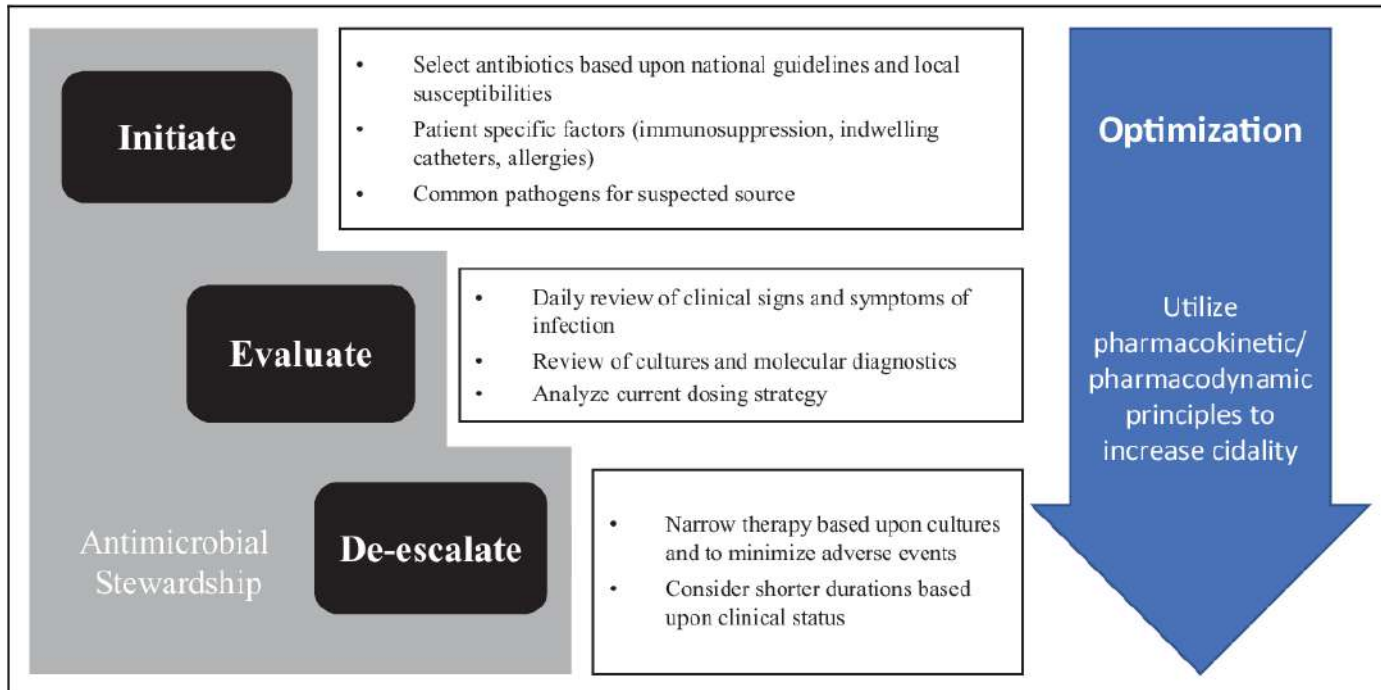 Initiate
• Select antibiotics based upon national guidelines and local
susceptibilities
• Patient specific factors (immunosuppression, indwelling
catheters, allergies)
• Common pathogens for suspected source
Evaluate
• Daily review of clinical signs and symptoms of
infection
• Review of cultures and molecular diagnostics
• Analyze current dosing strategy
De-escalate
• Narrow therapy based upon cultures
and to minimize adverse events
• Consider shorter durations based
upon clinical status
Antimicrobial
Stewardship
Optimization
Utilize
pharmacokinetic/
pharmacodynamic
principles to
increase cidality